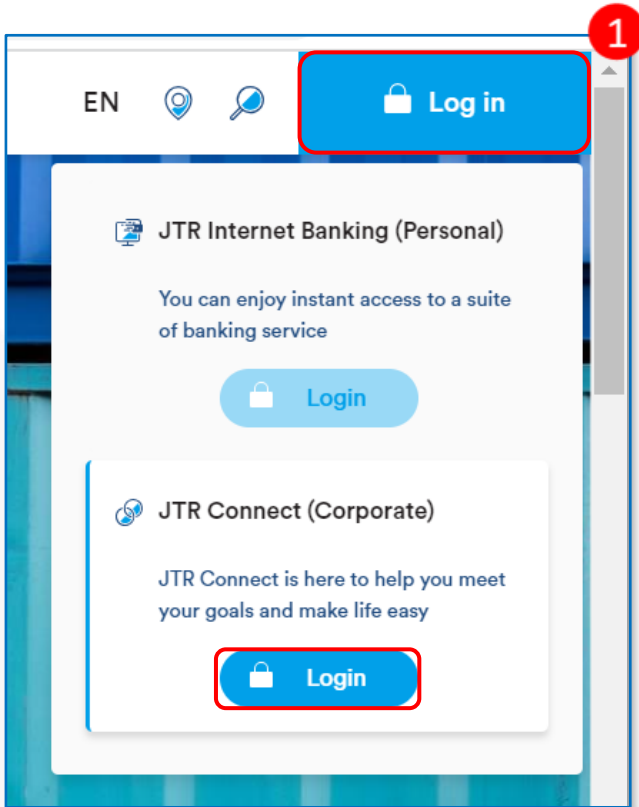 1
EN
Log in
JTR Internet Banking (Personal)
You can enjoy instant access to a suite
of banking service
Login
JTR Connect (Corporate)
JTR Connect is here to help you meet
your goals and make life easy
Login